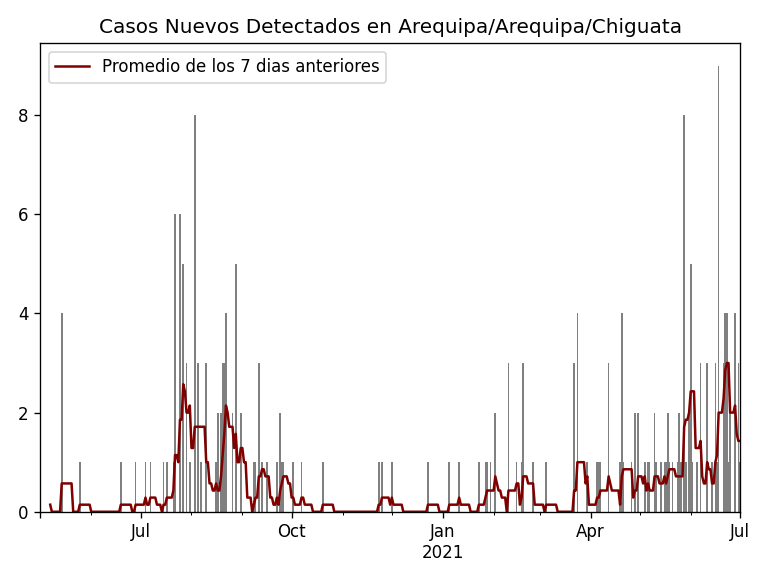 Casos Nuevos Detectados en Arequipa/Arequipa/Chiguata
Promedio de los 7 dias anteriores
8
6
4
2
0
Jul
Oct
Jan
2021
Apr
Jul